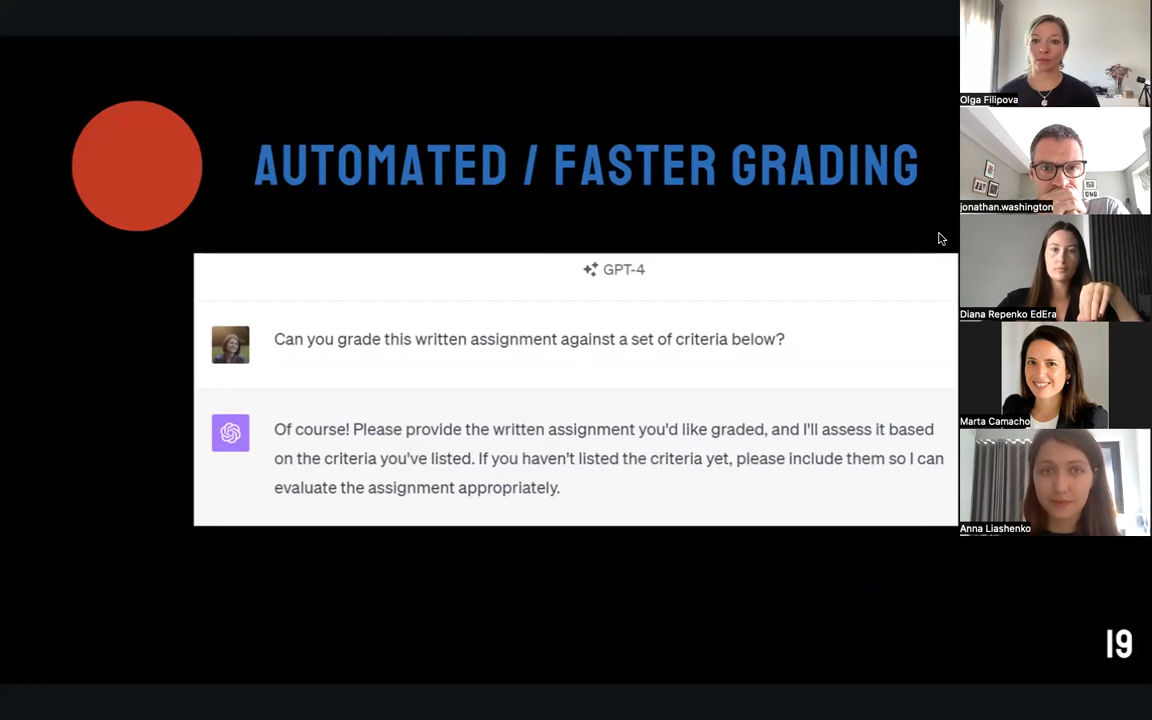 AUTOMATED / FASTER GRADING
GPT-4
Can you grade this written assignment against a set of criteria below?
Of course! Please provide the written assignment you'd like graded, and I'll assess it based
on the criteria you've listed. If you haven't listed the criteria yet, please include them so I can
evaluate the assignment appropriately.
19
Olga Filipova
jonathan.washington
Diana Repenko EdEra
Marta Camacho
Anna Liashenko